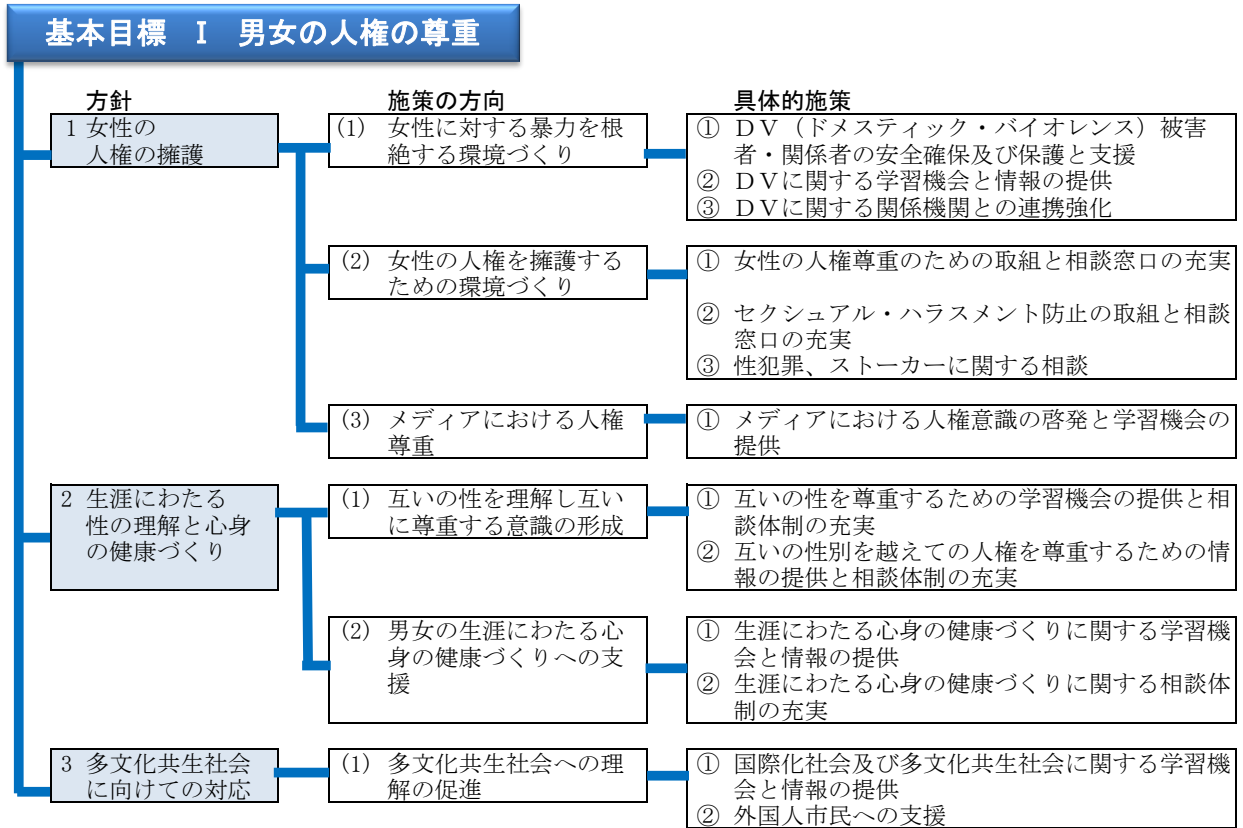 基本目標 Ⅰ 男女の人権の尊重
方針
施策の方向
具体的施策
1 女性の
人権の擁護
(1) 女性に対する暴力を根
絶する環境づくり
① DV(ドメスティック・バイオレンス)被害
者・関係者の安全確保及び保護と支援
② DVに関する学習機会と情報の提供
③ DVに関する関係機関との連携強化
(2) 女性の人権を擁護する
ための環境づくり
① 女性の人権尊重のための取組と相談窓口の充実
② セクシュアル・ハラスメント防止の取組と相談
窓口の充実
③ 性犯罪、ストーカーに関する相談
(3) メディアにおける人権
尊重
① メディアにおける人権意識の啓発と学習機会の
提供
2 生涯にわたる
性の理解と心身
の健康づくり
(1) 互いの性を理解し互い
に尊重する意識の形成
① 互いの性を尊重するための学習機会の提供と相
談体制の充実
② 互いの性別を越えての人権を尊重するための情
報の提供と相談体制の充実
(2) 男女の生涯にわたる心
身の健康づくりへの支
援
① 生涯にわたる心身の健康づくりに関する学習機
会と情報の提供
② 生涯にわたる心身の健康づくりに関する相談体
制の充実
3 多文化共生社会
に向けての対応
(1) 多文化共生社会への理
解の促進
① 国際化社会及び多文化共生社会に関する学習機
会と情報の提供
② 外国人市民への支援